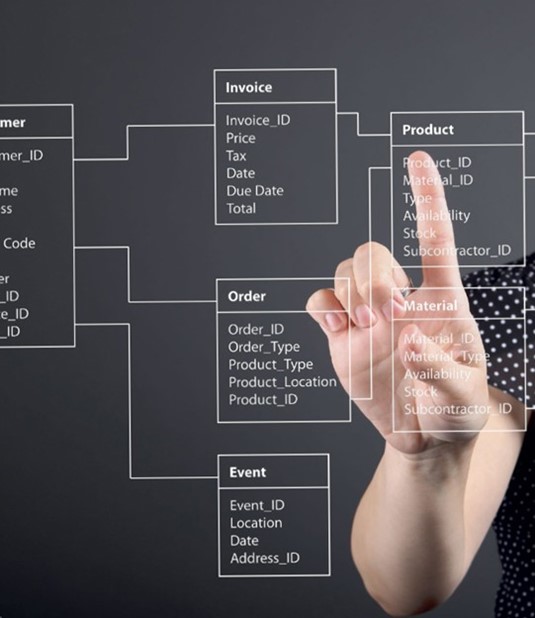 mer
mer_ID
me
ss
Code
er
_ID
e_ID
_ID
Invoice
Invoice_ID
Price
Tax
Date
Due Date
Total
Order
Order_ID
Order_Type
Product_Type
Product_Location
Product_ID
Event
Event_ID
Location
Date
Address_ID
Product
Product_ID
Material_ID
Type
Availability
Stock
Subcontractor_ID
Material
Material_ID
Material_Type
Availability
Stock
Subcontractor_ID